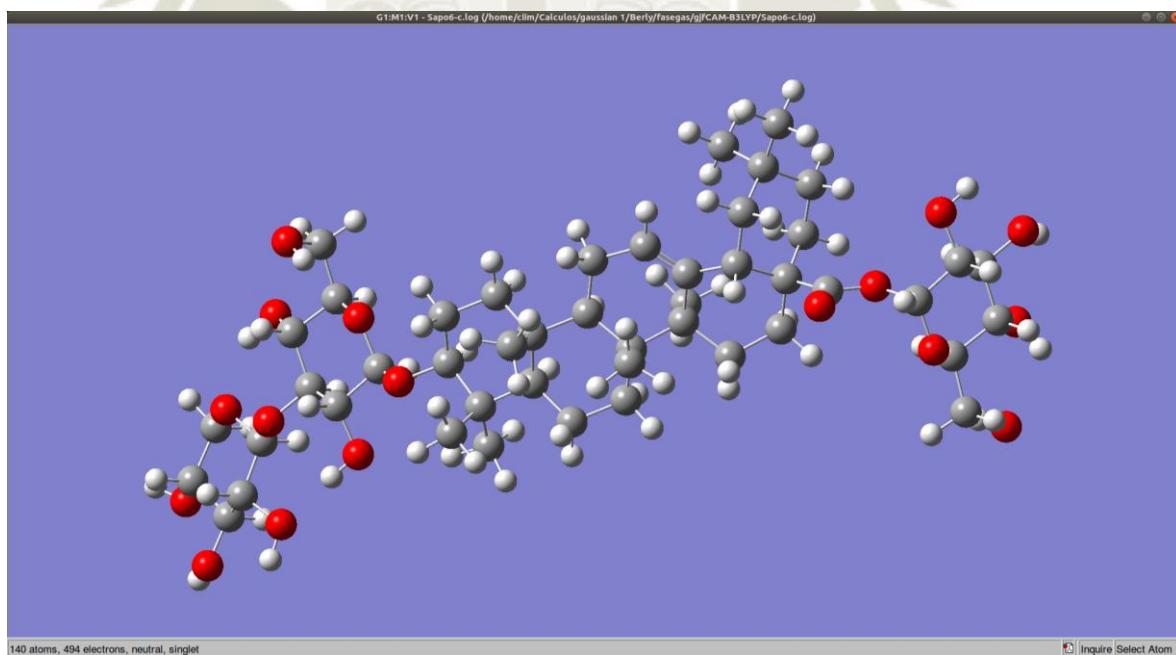 G1:M1:V1 - Sapo6-c.log (/home/ciim/Calculos/gaussian 1/Berly/fasegas/gjfCAM-B3LYP/Sapo6-c.log)
140 atoms, 494 electrons, neutral, singlet
Inquire Select Atom